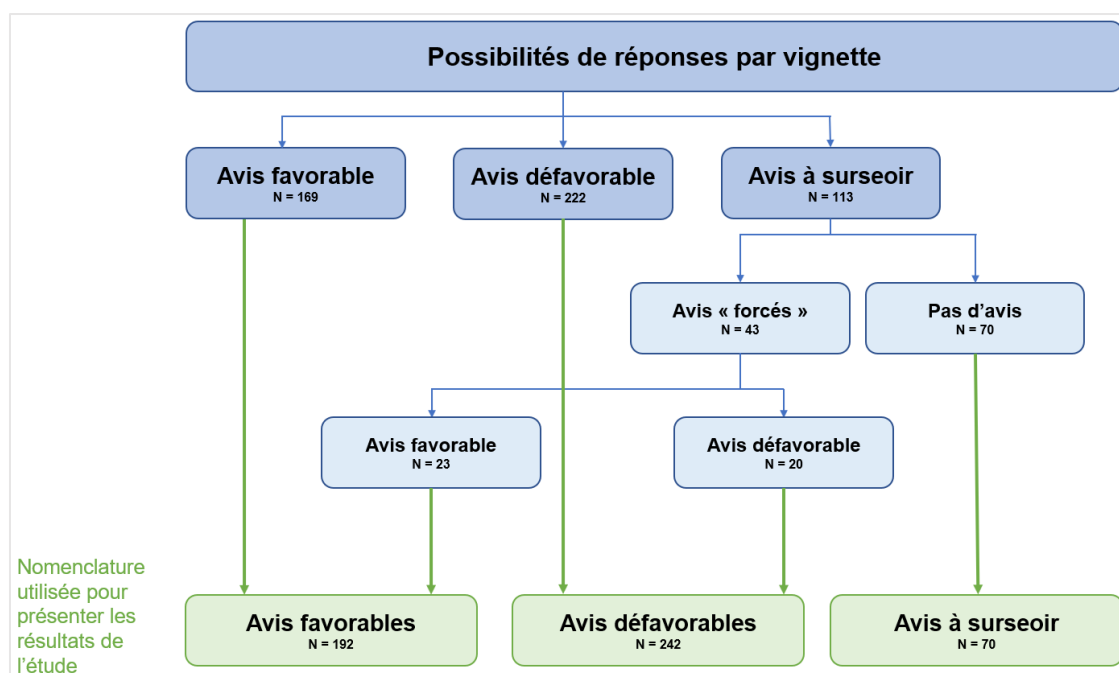 Possibilités de réponses par vignette
Avis favorable
N = 169
Avis défavorable
N = 222
Avis à surseoir
N = 113
Avis « forcés »
N = 43
Pas d’avis
N = 70
Avis favorable
N = 23
Avis défavorable
N = 20
Nomenclature
utilisée pour
présenter les
résultats de
l’étude
Avis favorables
N = 192
Avis défavorables
N = 242
Avis à surseoir
N = 70